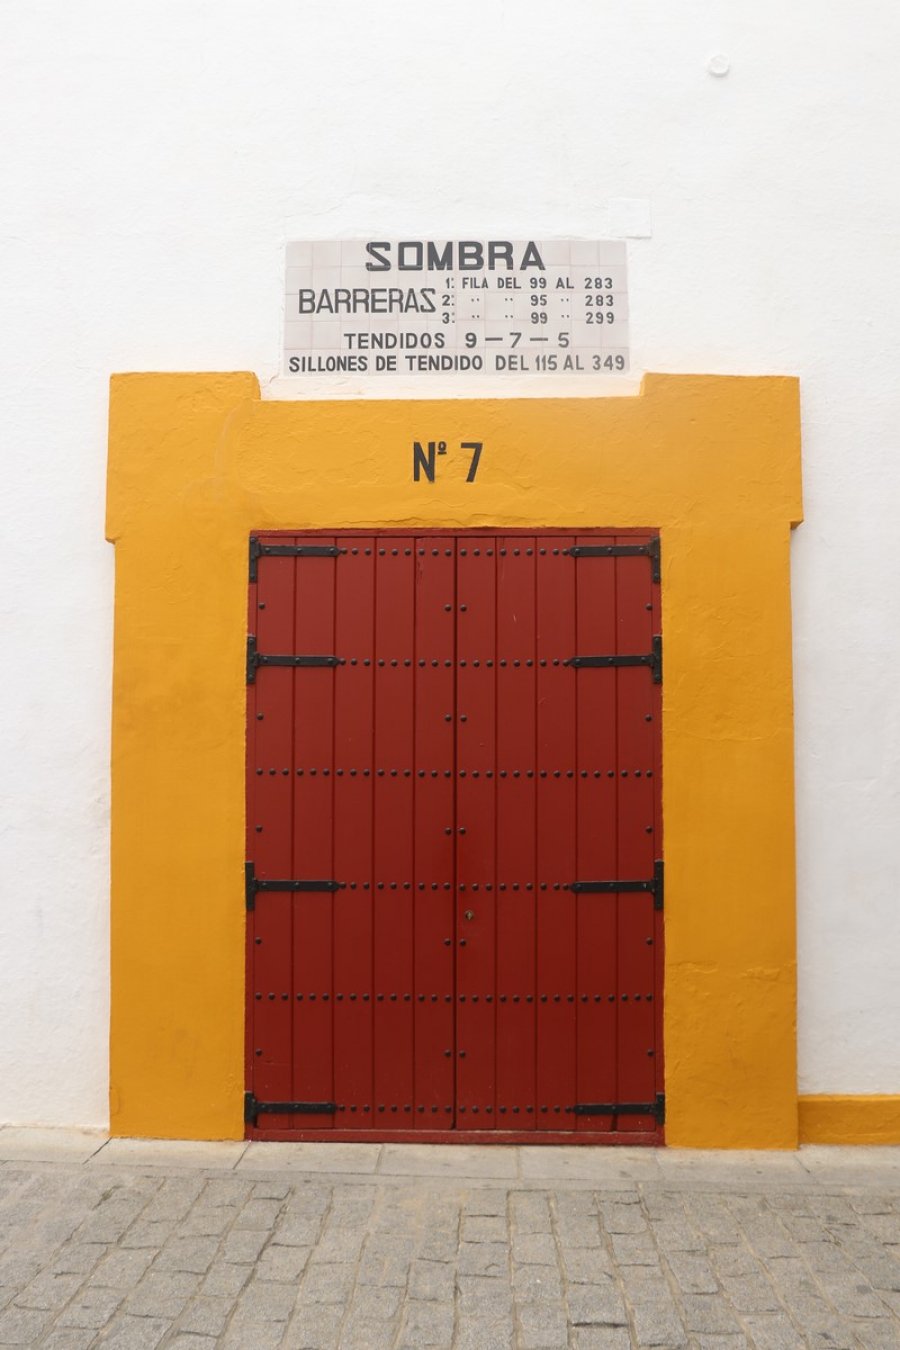 SOMBRA
BARRERAS 1ª FILA DEL 99 AL 283
2ª " " 95 " 283
3ª " " 99 " 299
TENDIDOS 9 — 7 — 5
SILLONES DE TENDIDO DEL 115 AL 349
Nº 7